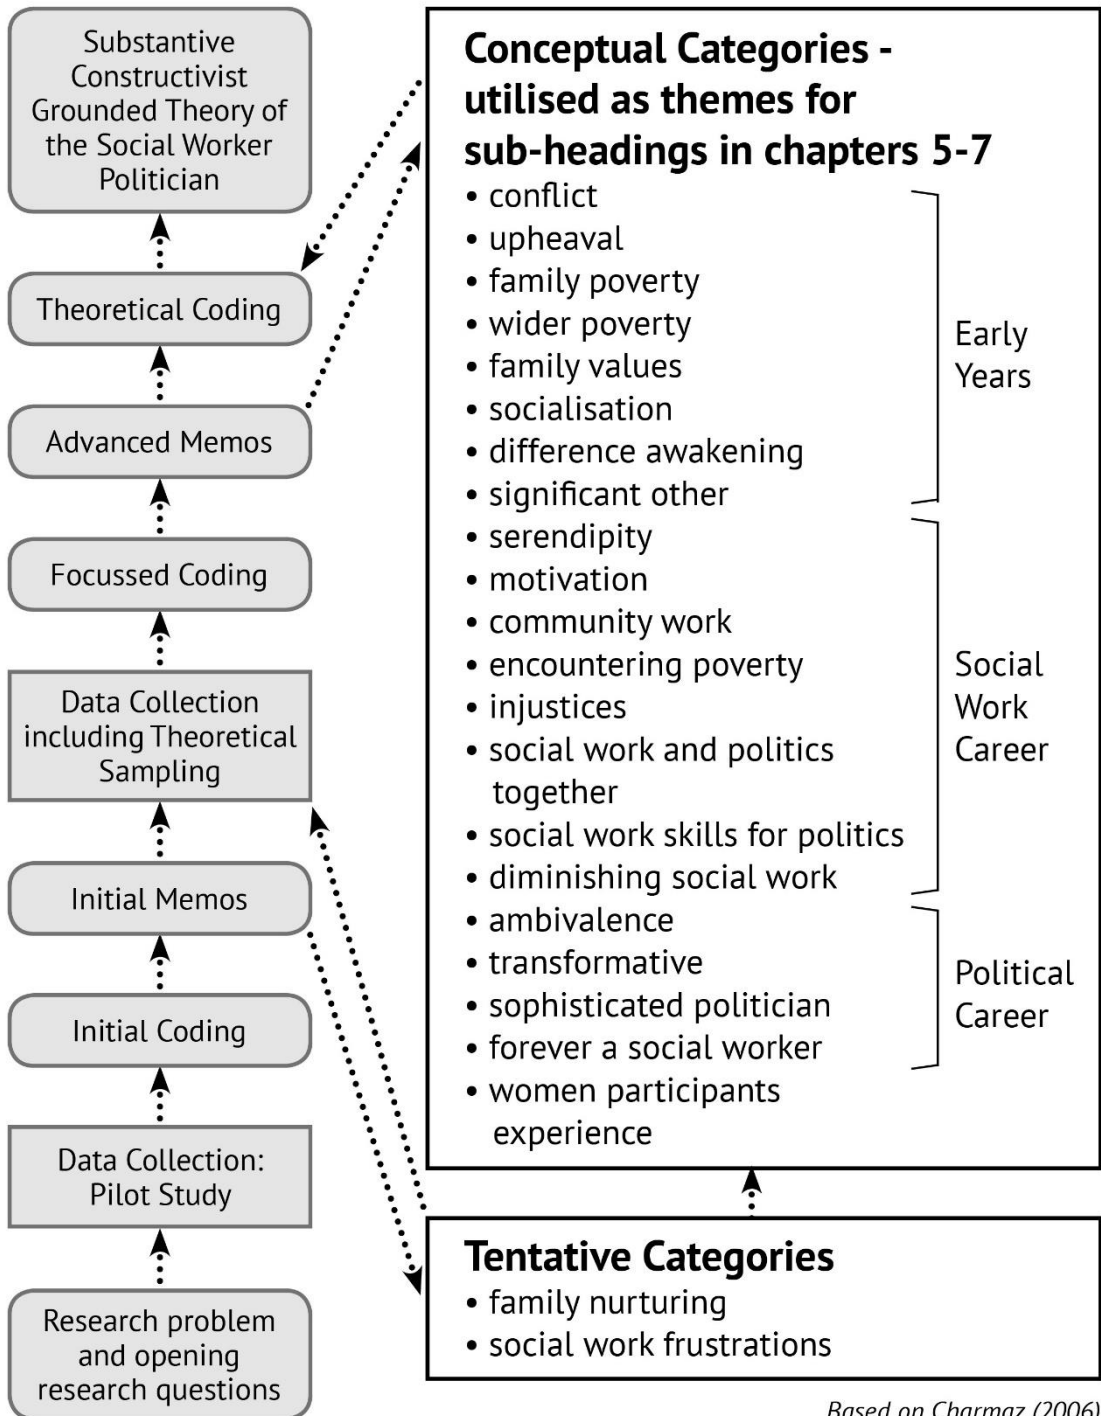 Substantive
Constructivist
Grounded Theory of
the Social Worker
Politician
Theoretical Coding
Advanced Memos
Focussed Coding
Data Collection
including Theoretical
Sampling
Initial Memos
Initial Coding
Data Collection:
Pilot Study
Research problem
and opening
research questions
Conceptual Categories -
utilised as themes for
sub-headings in chapters 5-7
• conflict
• upheaval
• family poverty
• wider poverty
• family values
• socialisation
• difference awakening
• significant other
Early
Years
• serendipity
• motivation
• community work
• encountering poverty
• injustices
• social work and politics
together
• social work skills for politics
• diminishing social work
Social
Work
Career
• ambivalence
• transformative
• sophisticated politician
• forever a social worker
Political
Career
• women participants
experience
Tentative Categories
• family nurturing
• social work frustrations
Based on Charmaz (2006)